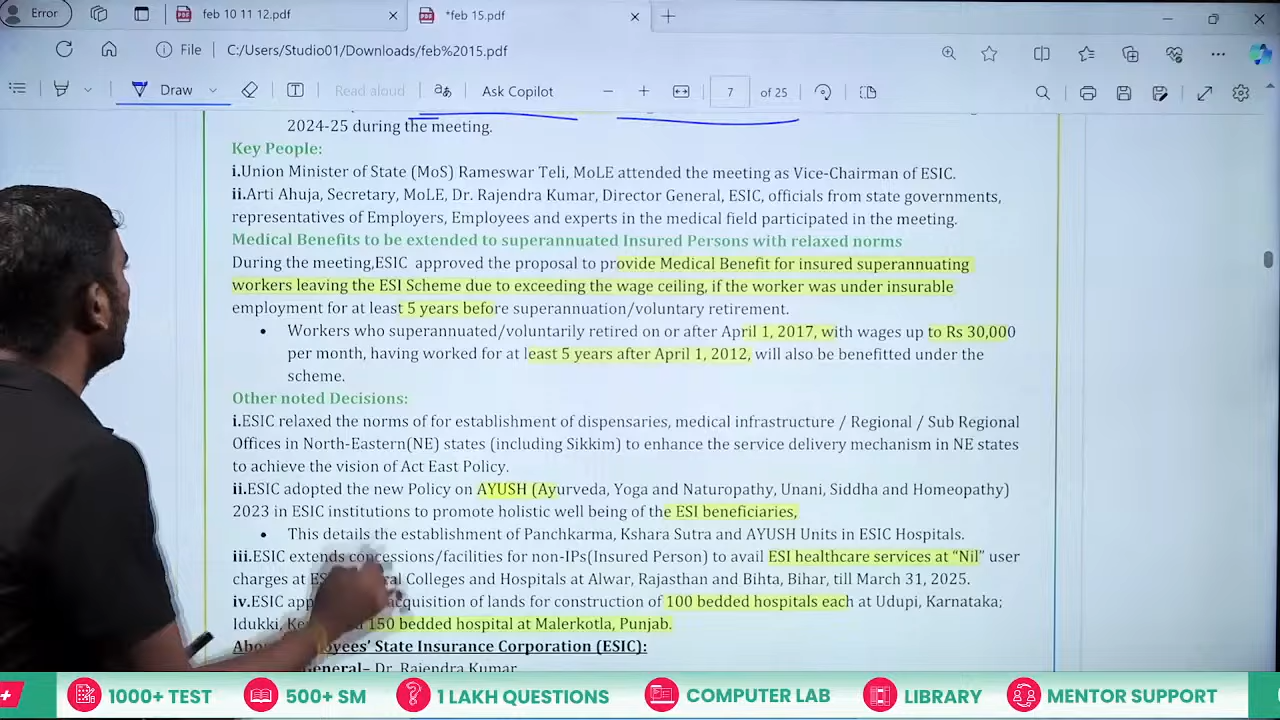 Error
feb 10 11 12.pdf
*feb 15.pdf
File
C:/Users/Studio01/Downloads/feb%2015.pdf
Draw
Read aloud
Ask Copilot
7
of 25
2024-25 during the meeting.
Key People:
i.Union Minister of State (MoS) Rameswar Teli, MoLE attended the meeting as Vice-Chairman of ESIC.
ii.Arti Ahuja, Secretary, MoLE, Dr. Rajendra Kumar, Director General, ESIC, officials from state governments,
representatives of Employers, Employees and experts in the medical field participated in the meeting.
Medical Benefits to be extended to superannuated Insured Persons with relaxed norms
During the meeting,ESIC approved the proposal to provide Medical Benefit for insured superannuating
workers leaving the ESI Scheme due to exceeding the wage ceiling, if the worker was under insurable
employment for at least 5 years before superannuation/voluntary retirement.
• Workers who superannuated/voluntarily retired on or after April 1, 2017, with wages up to Rs 30,000
per month, having worked for at least 5 years after April 1, 2012, will also be benefitted under the
scheme.
Other noted Decisions:
i.ESIC relaxed the norms of for establishment of dispensaries, medical infrastructure / Regional / Sub Regional
Offices in North-Eastern(NE) states (including Sikkim) to enhance the service delivery mechanism in NE states
to achieve the vision of Act East Policy.
ii.ESIC adopted the new Policy on AYUSH (Ayurveda, Yoga and Naturopathy, Unani, Siddha and Homeopathy)
2023 in ESIC institutions to promote holistic well being of the ESI beneficiaries,
• This details the establishment of Panchkarma, Kshara Sutra and AYUSH Units in ESIC Hospitals.
iii.ESIC extends concessions/facilities for non-IPs(Insured Person) to avail ESI healthcare services at “Nil” user
charges at Colleges and Hospitals at Alwar, Rajasthan and Bihta, Bihar, till March 31, 2025.
iv.ESIC acquisition of lands for construction of 100 bedded hospitals each at Udupi, Karnataka;
Idukki, 150 bedded hospital at Malerkotla, Punjab.
State Insurance Corporation (ESIC):
Dr. Rajendra Kumar
1000+ TEST
500+ SM
1 LAKH QUESTIONS
COMPUTER LAB
LIBRARY
MENTOR SUPPORT